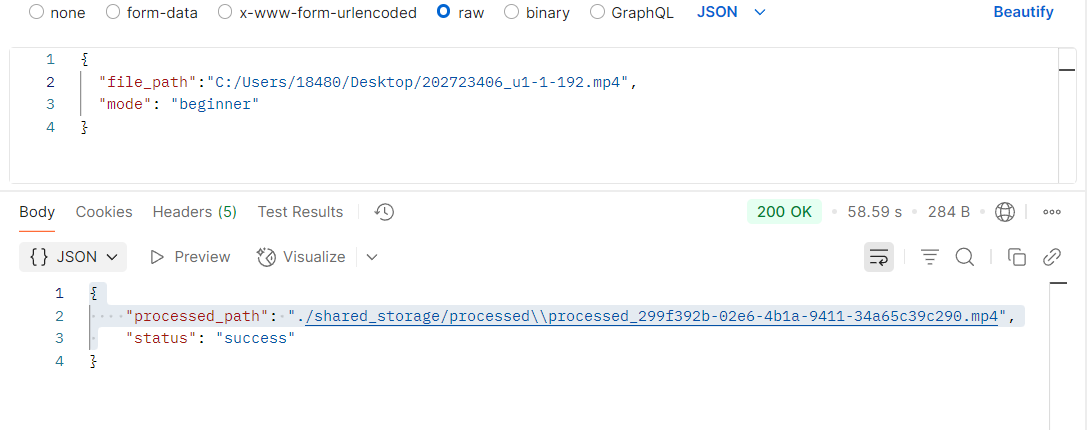 none form-data x-www-form-urlencoded raw binary GraphQL JSON Beautify
1 {
2 "file_path":"C:/Users/18480/Desktop/202723406_u1-1-192.mp4",
3 "mode": "beginner"
4 }
Body Cookies Headers (5) Test Results 200 OK 58.59 s 284 B
{} JSON Preview Visualize
1 {
2 "processed_path": "./shared_storage/processed\\processed_299f392b-02e6-4b1a-9411-34a65c39c290.mp4",
3 "status": "success"
4 }